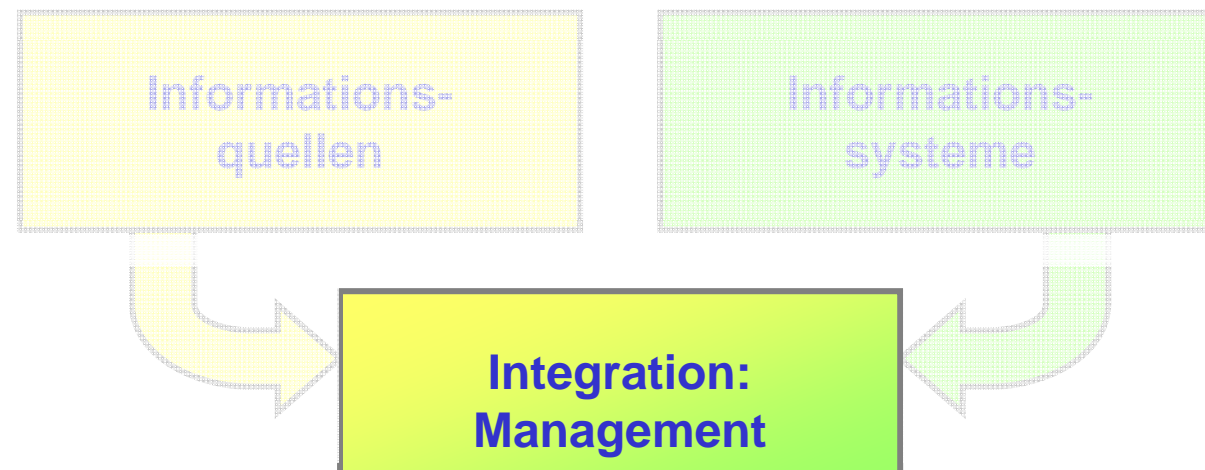 Informations-
quellen
Informations-
systeme
Integration:
Management